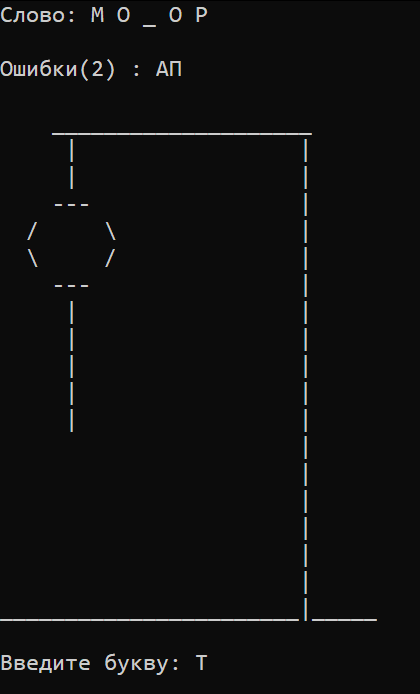 Слово: М О _ О Р
Ошибки(2) : АП
Введите букву: Т